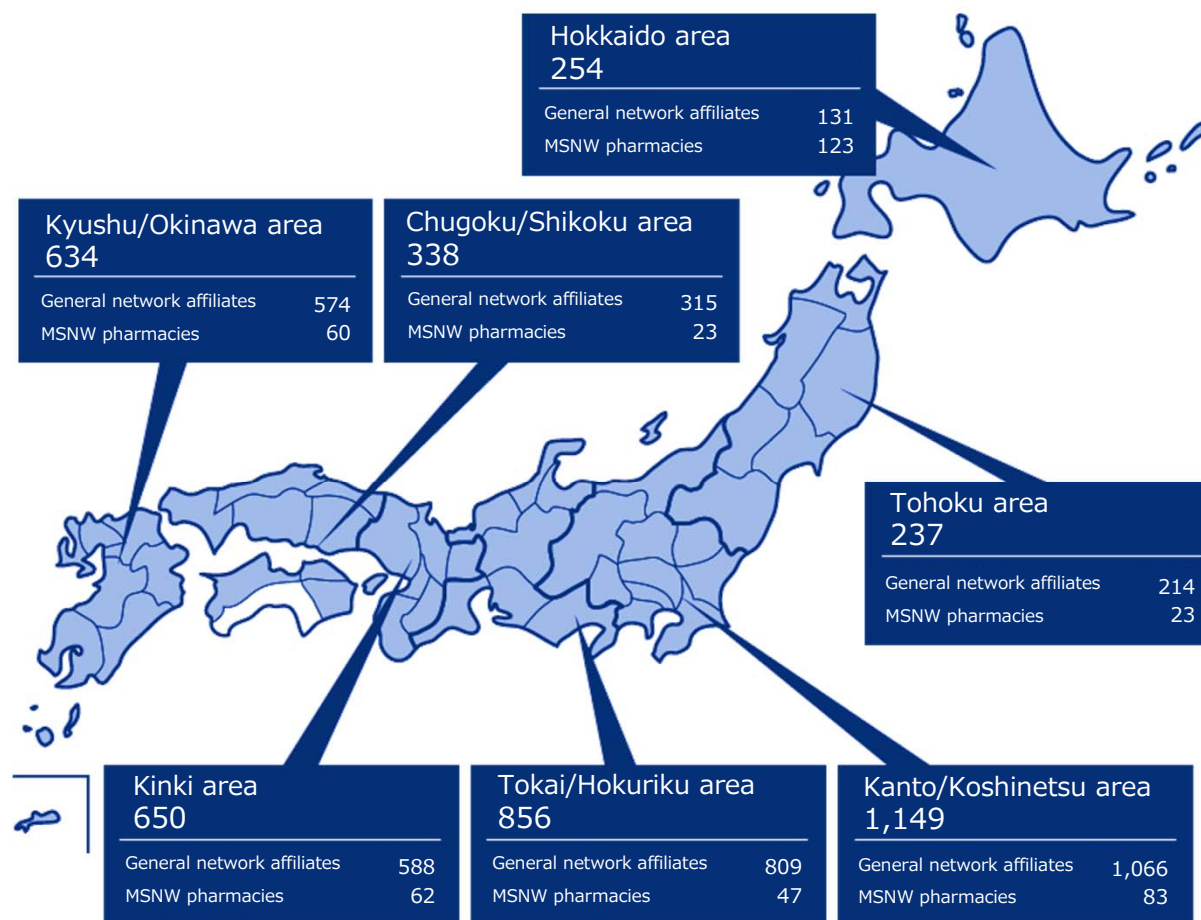 Hokkaido area
254
General network affiliates 131
MSNW pharmacies 123
Kyushu/Okinawa area
634
General network affiliates 574
MSNW pharmacies 60
Chugoku/Shikoku area
338
General network affiliates 315
MSNW pharmacies 23
Tohoku area
237
General network affiliates 214
MSNW pharmacies 23
Kinki area
650
General network affiliates 588
MSNW pharmacies 62
Tokai/Hokuriku area
856
General network affiliates 809
MSNW pharmacies 47
Kanto/Koshinetsu area
1,149
General network affiliates 1,066
MSNW pharmacies 83